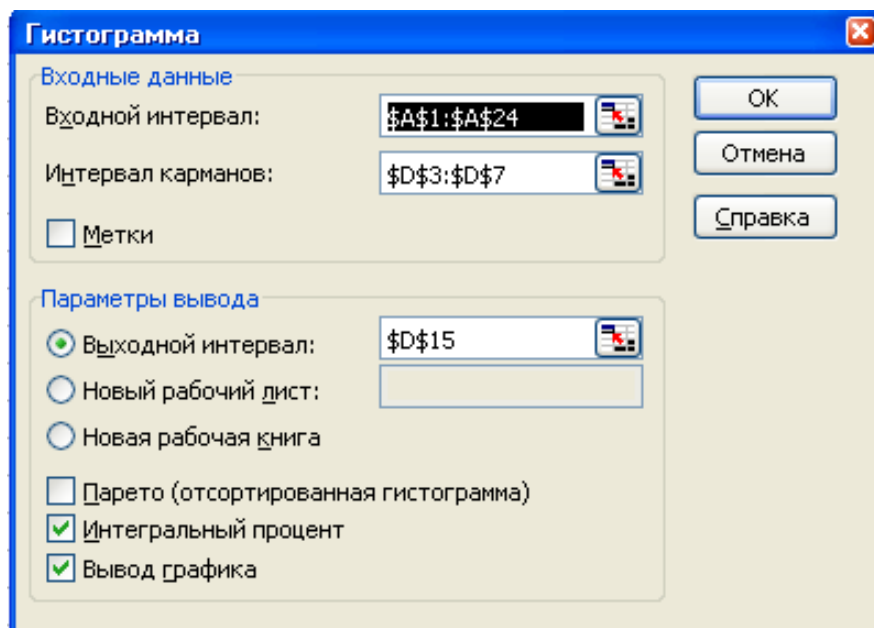 Гистограмма
Входные данные
Входной интервал:
$A$1:$A$24
Интервал карманов:
$D$3:$D$7
Метки
ОК
Отмена
Справка
Параметры вывода
Выходной интервал:
$D$15
Новый рабочий лист:
Новая рабочая книга
Парето (отсортированная гистограмма)
Интегральный процент
Вывод графика